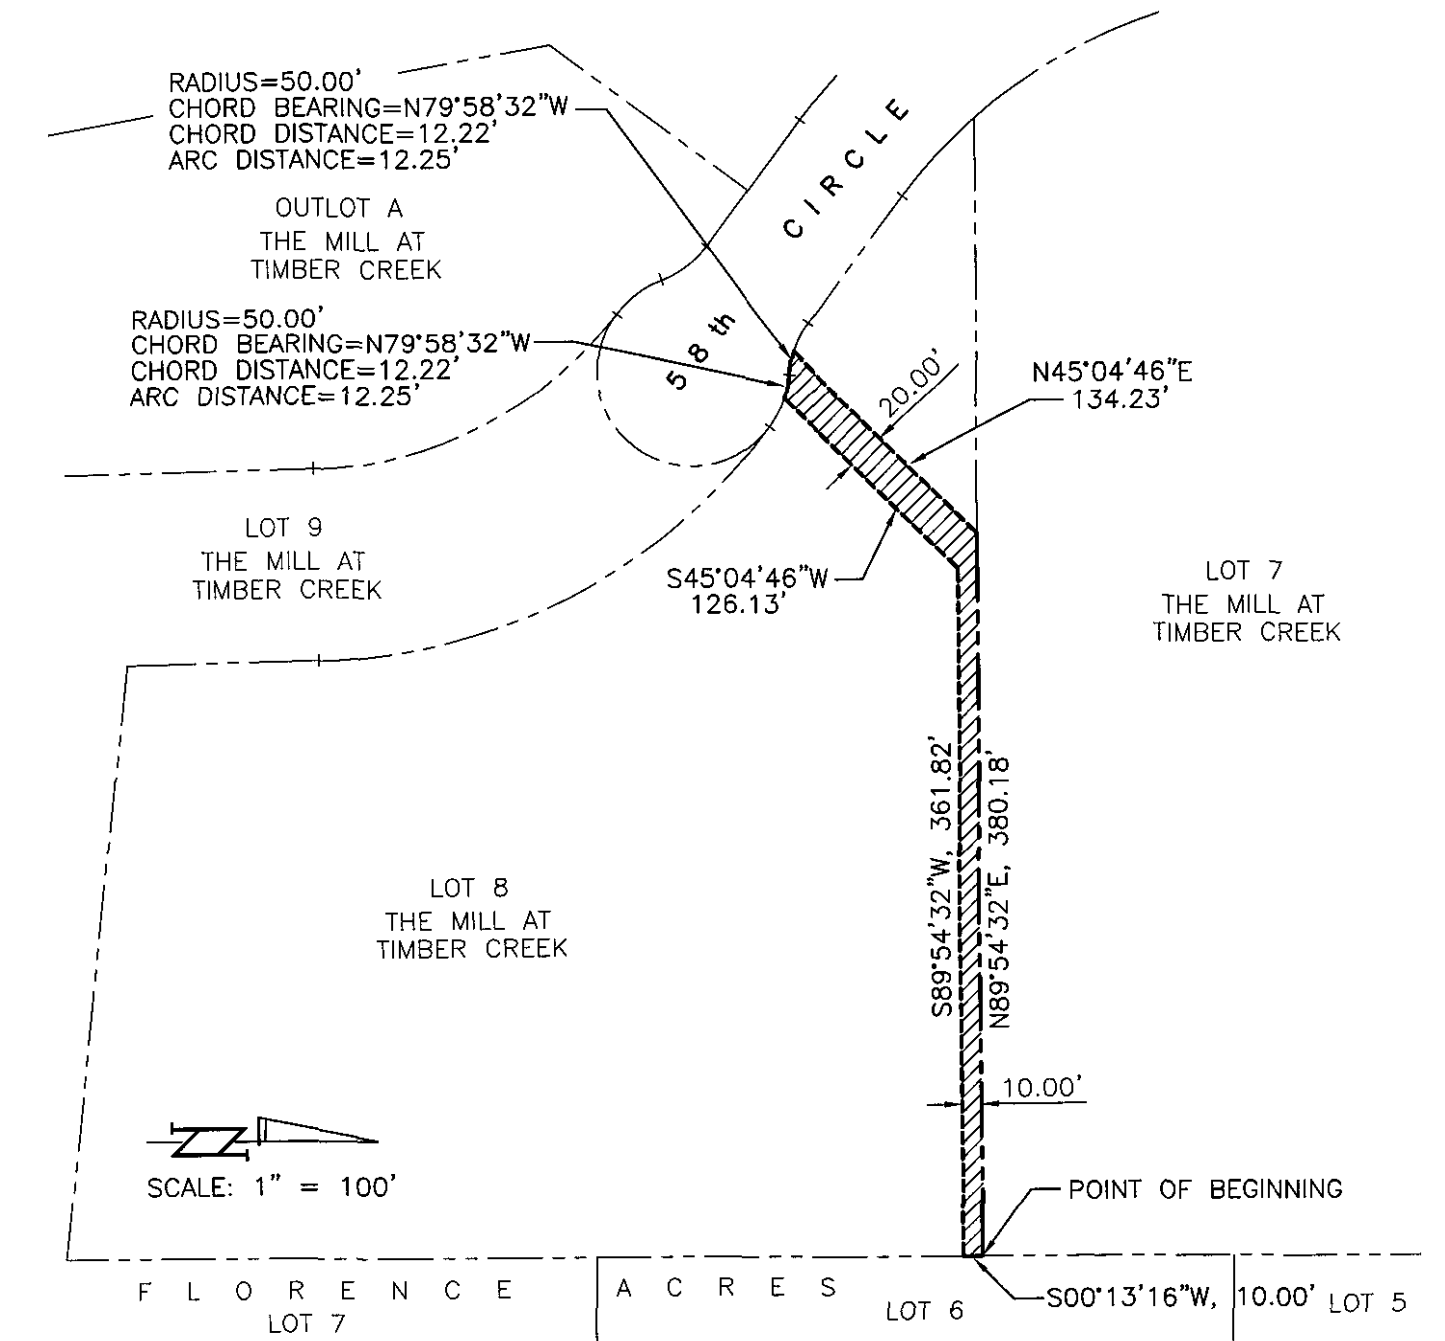 RADIUS=50.00'
CHORD BEARING=N79°58'32"W
CHORD DISTANCE=12.22'
ARC DISTANCE=12.25'
OUTLOT A
THE MILL AT
TIMBER CREEK
CIRCLE
58th
RADIUS=50.00'
CHORD BEARING=N79°58'32"W
CHORD DISTANCE=12.22'
ARC DISTANCE=12.25'
20.00'
N45°04'46"E
134.23'
LOT 9
THE MILL AT
TIMBER CREEK
S45°04'46"W
126.13'
LOT 7
THE MILL AT
TIMBER CREEK
S89°54'32"W, 361.82'
N89°54'32"E, 380.18'
LOT 8
THE MILL AT
TIMBER CREEK
10.00'
Z
SCALE: 1" = 100'
POINT OF BEGINNING
FLORENCE ACRES
S00°13'16"W, 10.00'
LOT 7
LOT 6
LOT 5